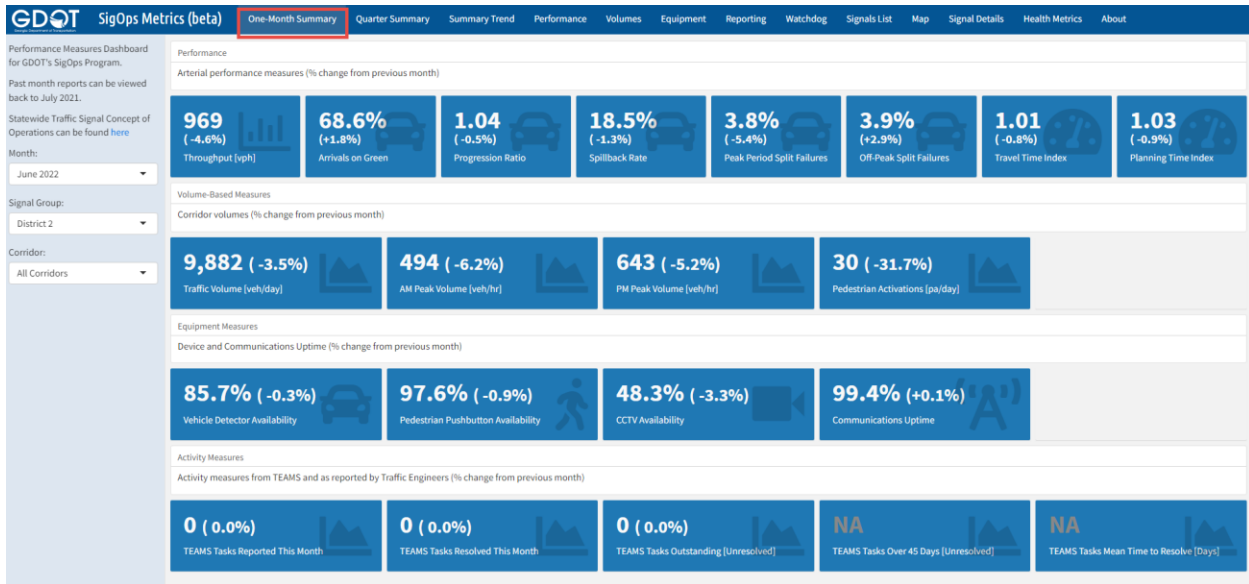 GDOT SigOps Metrics (beta) One-Month Summary Quarter Summary Summary Trend Performance Volumes Equipment Reporting Watchdog Signals List Map Signal Details Health Metrics About
Performance Measures Dashboard
for GDOT's SigOps Program.
Past month reports can be viewed
back to July 2021.
Statewide Traffic Signal Concept of
Operations can be found here
Month:
June 2022
Signal Group:
District 2
Corridor:
All Corridors
Performance
Arterial performance measures (% change from previous month)
969 68.6% 1.04 18.5% 3.8% 3.9% 1.01 1.03
( -4.6%) (+1.8%) ( -0.5%) ( -1.3%) ( -5.4%) (+2.9%) ( -0.8%) ( -0.9%)
Throughput [vph] Arrivals on Green Progression Ratio Spillback Rate Peak Period Split Failures Off-Peak Split Failures Travel Time Index Planning Time Index
Volume-Based Measures
Corridor volumes (% change from previous month)
9,882 ( -3.5%) 494 ( -6.2%) 643 ( -5.2%) 30 ( -31.7%)
Traffic Volume [veh/day] AM Peak Volume [veh/hr] PM Peak Volume [veh/hr] Pedestrian Activations [pa/day]
Equipment Measures
Device and Communications Uptime (% change from previous month)
85.7% ( -0.3%) 97.6% ( -0.9%) 48.3% ( -3.3%) 99.4% (+0.1%)
Vehicle Detector Availability Pedestrian Pushbutton Availability CCTV Availability Communications Uptime
Activity Measures
Activity measures from TEAMS and as reported by Traffic Engineers (% change from previous month)
0 ( 0.0%) 0 ( 0.0%) 0 ( 0.0%) NA NA
TEAMS Tasks Reported This Month TEAMS Tasks Resolved This Month TEAMS Tasks Outstanding [Unresolved] TEAMS Tasks Over 45 Days [Unresolved] TEAMS Tasks Mean Time to Resolve [Days]